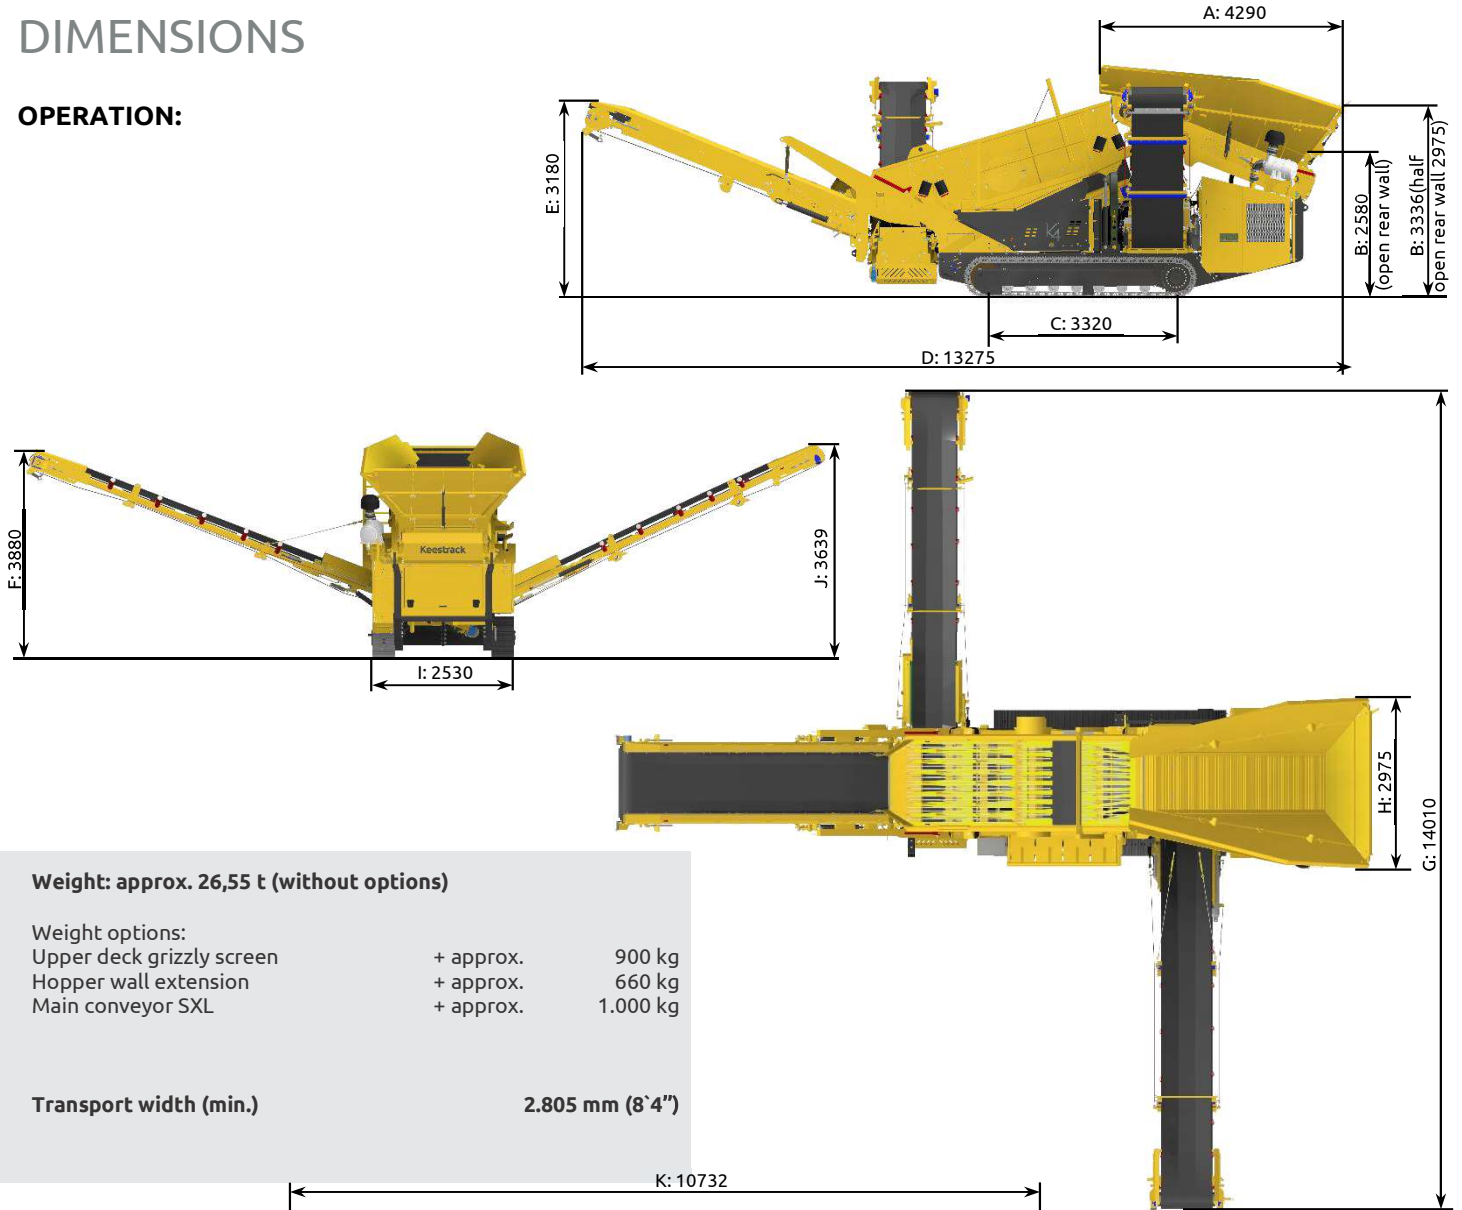 DIMENSIONS
OPERATION:
A: 4290
E: 3180
B: 2580
(open rear wall)
B: 3336(half
open rear wall 2975)
K4
C: 3320
D: 13275
F: 3880
Keestrack
J: 3639
I: 2530
H: 2975
G: 14010
Weight: approx. 26,55 t (without options)
Weight options:
Upper deck grizzly screen + approx. 900 kg
Hopper wall extension + approx. 660 kg
Main conveyor SXL + approx. 1.000 kg
Transport width (min.) 2.805 mm (8`4”)
K: 10732